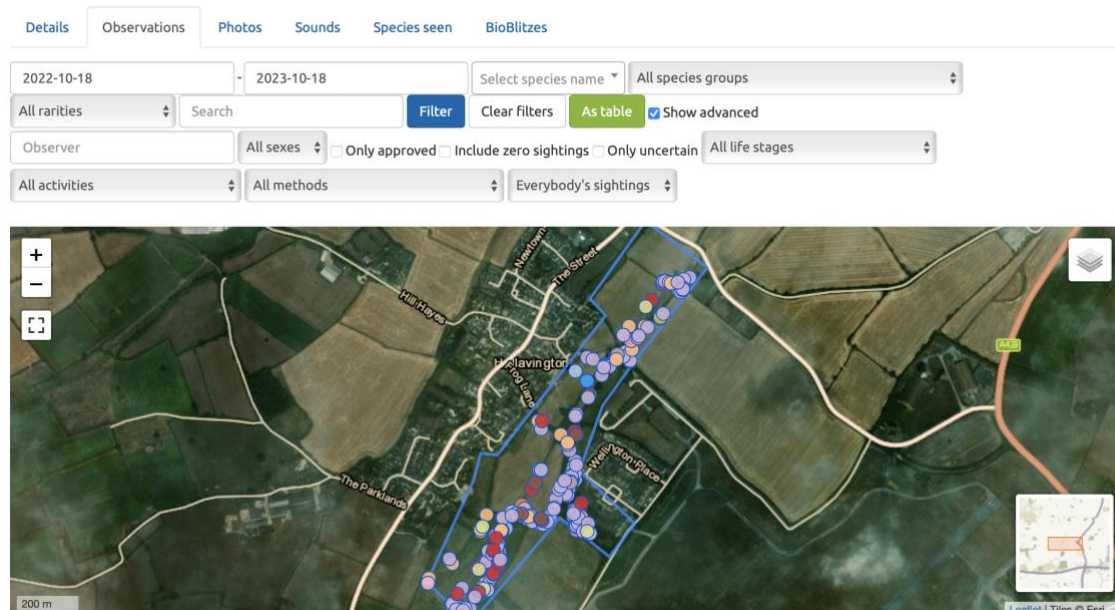 Details Observations Photos Sounds Species seen BioBlitzes
2022-10-18 - 2023-10-18 Select species name All species groups
All rarities Search Filter Clear filters As table Show advanced
Observer All sexes Only approved Include zero sightings Only uncertain All life stages
All activities All methods Everybody's sightings
+
−
Newtown
The Street
Hill Hayes
lavington
Frog Lane
Wellington Place
The Parklands
200 m
Leaflet | Tiles © Esri